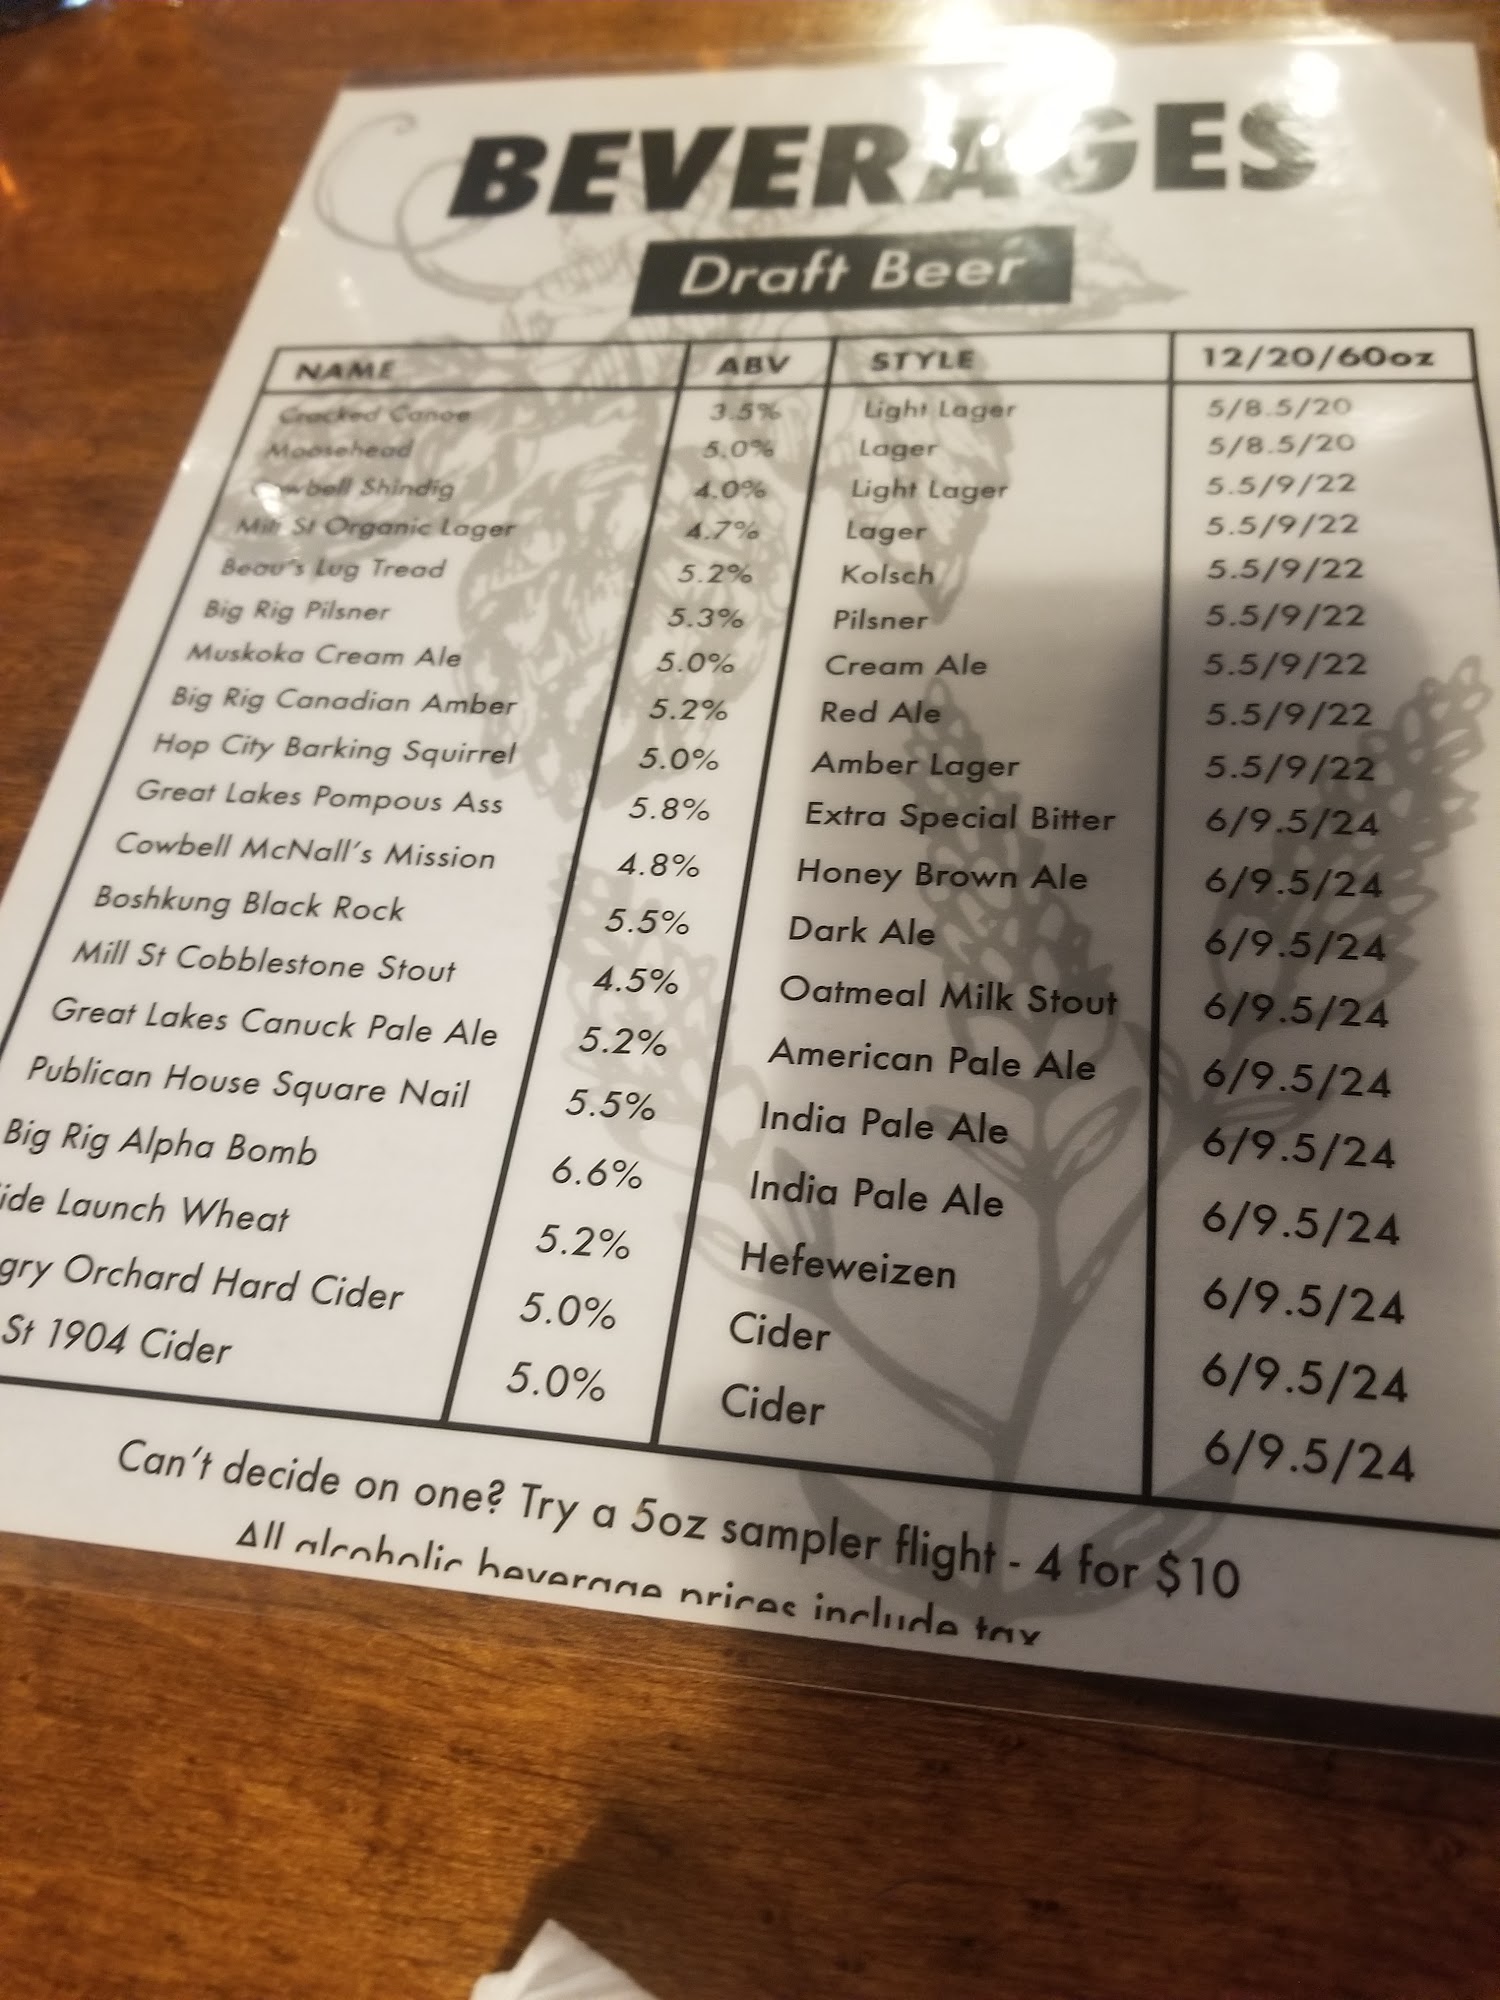 BEVERAGES
Draft Beer
NAME ABV STYLE 12/20/60oz
Cracked Canoe 3.5% Light Lager 5/8.5/20
Moosehead 5.0% Lager 5/8.5/20
Cowbell Shindig 4.0% Light Lager 5.5/9/22
Mill St Organic Lager 4.7% Lager 5.5/9/22
Beau's Lug Tread 5.2% Kolsch 5.5/9/22
Big Rig Pilsner 5.3% Pilsner 5.5/9/22
Muskoka Cream Ale 5.0% Cream Ale 5.5/9/22
Big Rig Canadian Amber 5.2% Red Ale 5.5/9/22
Hop City Barking Squirrel 5.0% Amber Lager 5.5/9/22
Great Lakes Pompous Ass 5.8% Extra Special Bitter 6/9.5/24
Cowbell McNall's Mission 4.8% Honey Brown Ale 6/9.5/24
Boshkung Black Rock 5.5% Dark Ale 6/9.5/24
Mill St Cobblestone Stout 4.5% Oatmeal Milk Stout 6/9.5/24
Great Lakes Canuck Pale Ale 5.2% American Pale Ale 6/9.5/24
Publican House Square Nail 5.5% India Pale Ale 6/9.5/24
Big Rig Alpha Bomb 6.6% India Pale Ale 6/9.5/24
ide Launch Wheat 5.2% Hefeweizen 6/9.5/24
gry Orchard Hard Cider 5.0% Cider 6/9.5/24
St 1904 Cider 5.0% Cider 6/9.5/24
Can't decide on one? Try a 5oz sampler flight - 4 for $10
All alcoholic beverage prices include tax